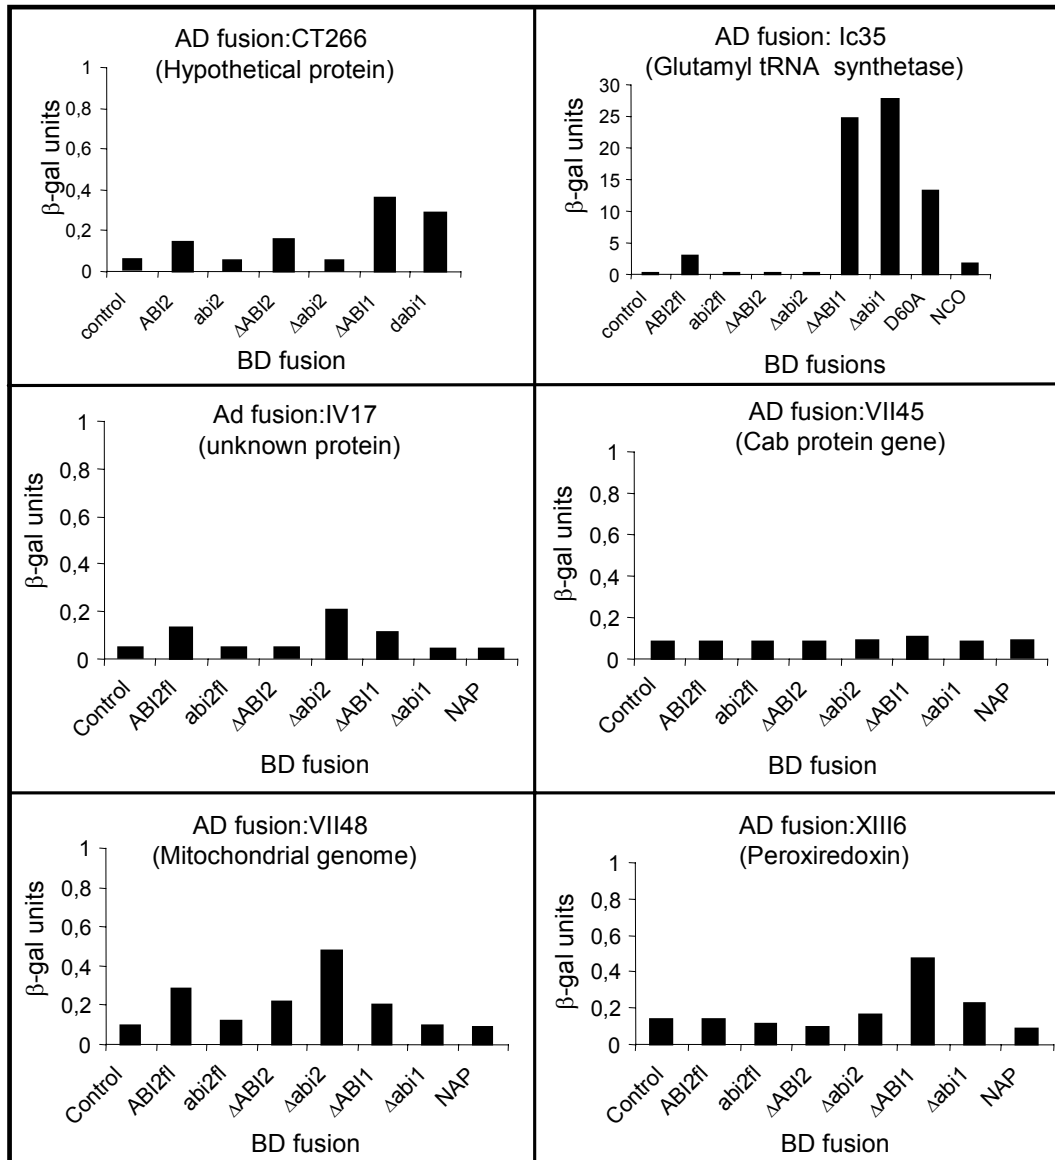 AD fusion:CT266
(Hypothetical protein)
1
0,8
0,6
0,4
0,2
0
β-gal units
control
ABI2
abi2
ΔABI2
Δabi2
ΔABI1
dabi1
BD fusion
AD fusion: Ic35
(Glutamyl tRNA synthetase)
30
25
20
15
10
5
0
β-gal units
control
ABI2fl
abi2fl
ΔABI2
Δabi2
ΔABI1
Δabi1
D60A
NCO
BD fusions
Ad fusion:IV17
(unknown protein)
1
0,8
0,6
0,4
0,2
0
β-gal units
Control
ABI2fl
abi2fl
ΔABI2
Δabi2
ΔABI1
Δabi1
NAP
BD fusion
AD fusion:VII45
(Cab protein gene)
1
0,8
0,6
0,4
0,2
0
β-gal units
Control
ABI2fl
abi2fl
ΔABI2
Δabi2
ΔABI1
Δabi1
NAP
BD fusion
AD fusion:VII48
(Mitochondrial genome)
1
0,8
0,6
0,4
0,2
0
β-gal units
Control
ABI2fl
abi2fl
ΔABI2
Δabi2
ΔABI1
Δabi1
NAP
BD fusion
AD fusion:XIII6
(Peroxiredoxin)
1
0,8
0,6
0,4
0,2
0
β-gal units
Control
ABI2fl
abi2fl
ΔABI2
Δabi2
ΔABI1
Δabi1
NAP
BD fusion